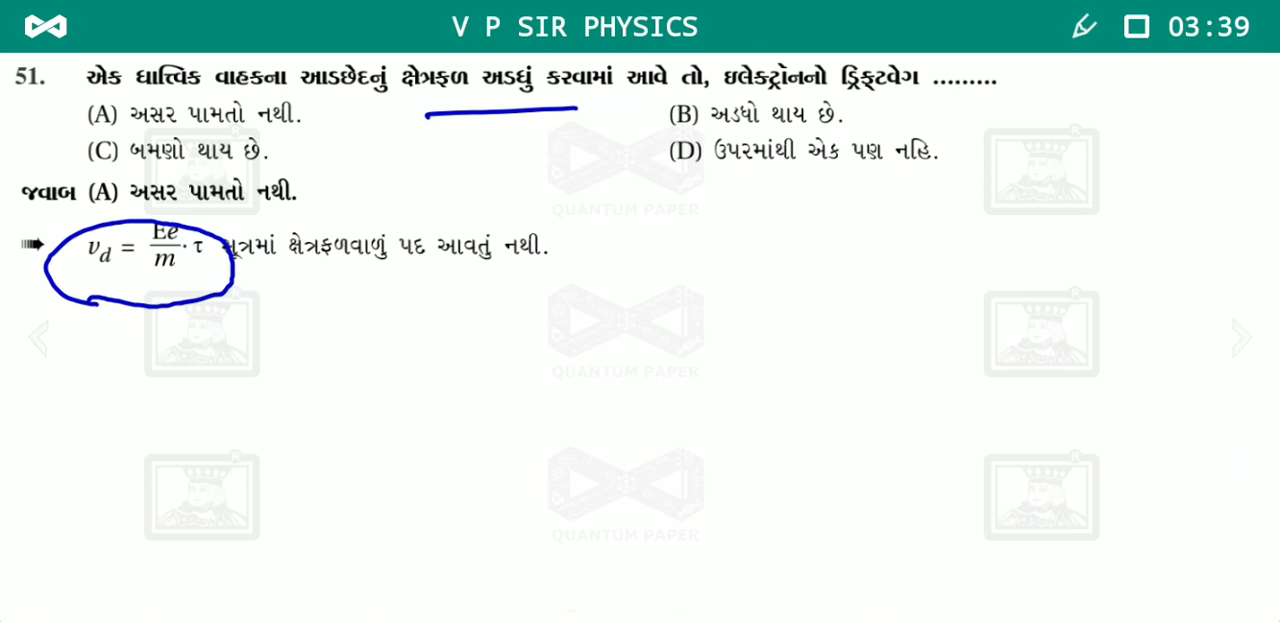 V P SIR PHYSICS
03:39
51. એક ધાત્ત્વિક વાહકના આડછેદનું ક્ષેત્રફળ અડધું કરવામાં આવે તો, ઇલેક્ટ્રૉનનો ડ્રિફ્ટવેગ .........
(A) અસર પામતો નથી. (B) અડધો થાય છે.
(C) બમણો થાય છે. (D) ઉપરમાંથી એક પણ નહિ.
જવાબ (A) અસર પામતો નથી.
v_d = Ee/m · τ સૂત્રમાં ક્ષેત્રફળવાળું પદ આવતું નથી.
QUANTUM PAPER
QUANTUM PAPER
QUANTUM PAPER